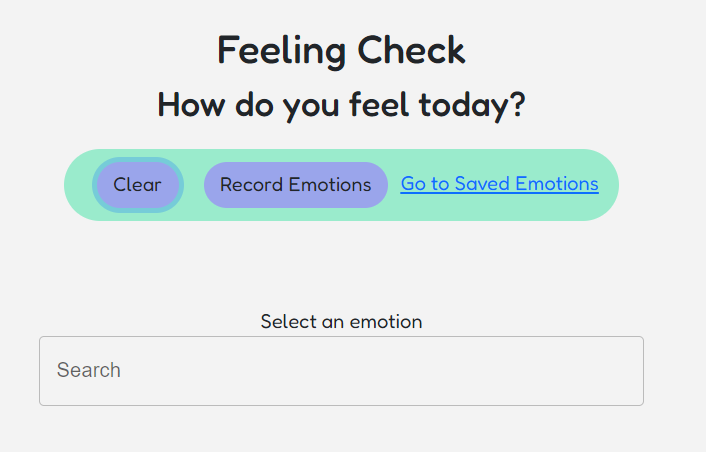 Feeling Check
How do you feel today?
Clear Record Emotions Go to Saved Emotions
Select an emotion
Search